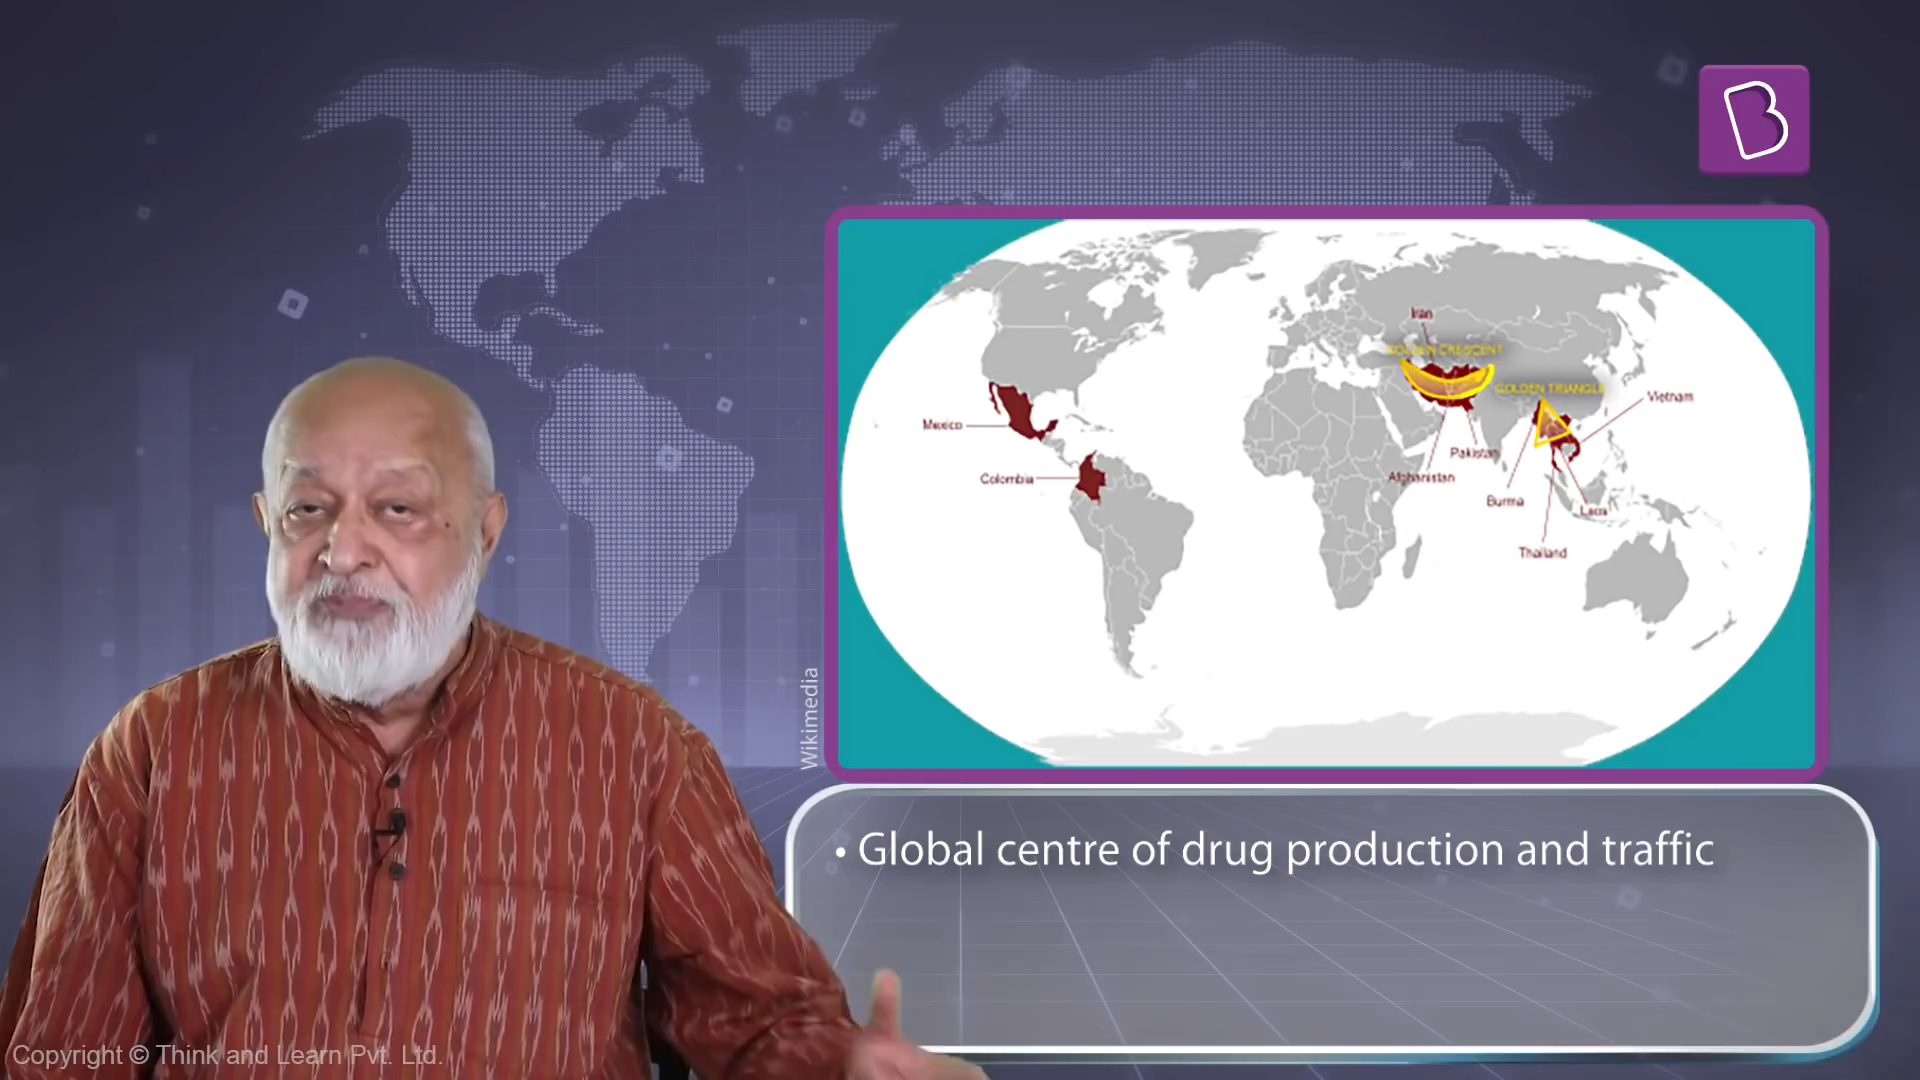 B
Iran
GOLDEN CRESCENT
GOLDEN TRIANGLE
Vietnam
Mexico
Pakistan
Colombia
Afghanistan
Burma
Laos
Thailand
Wikimedia
• Global centre of drug production and traffic
Copyright © Think and Learn Pvt. Ltd.